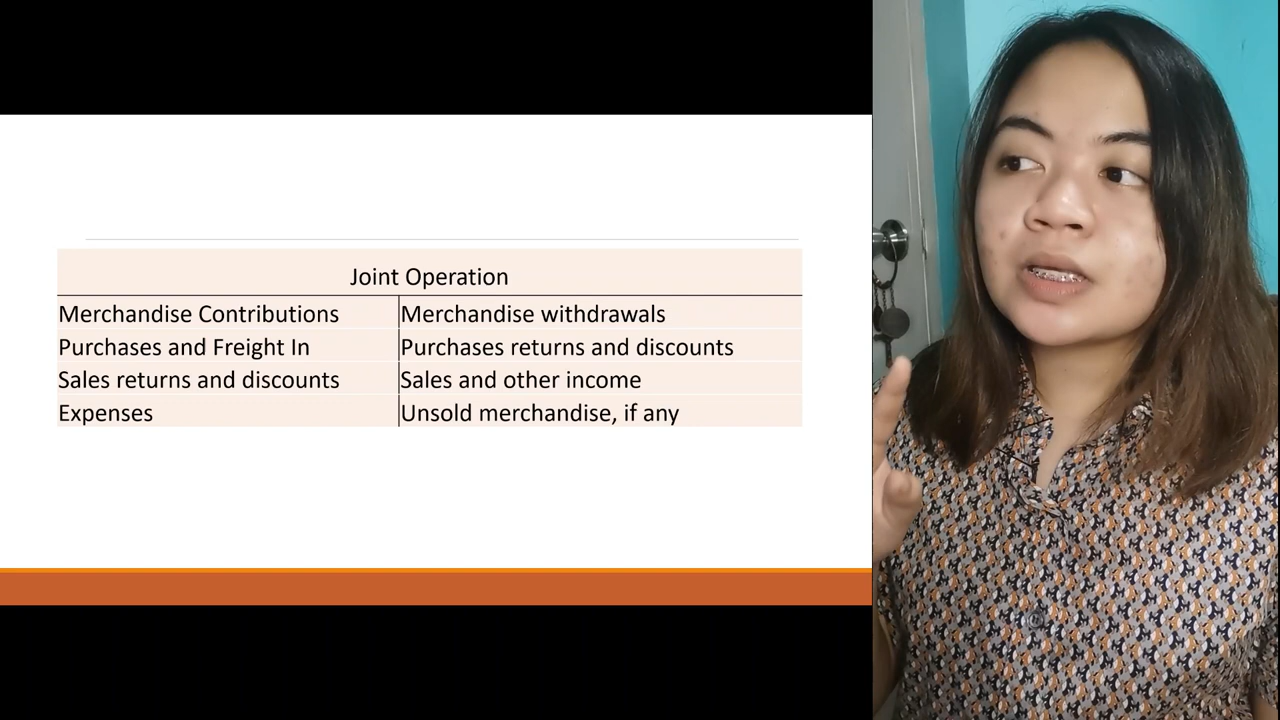 Joint Operation
Merchandise Contributions Merchandise withdrawals
Purchases and Freight In Purchases returns and discounts
Sales returns and discounts Sales and other income
Expenses Unsold merchandise, if any